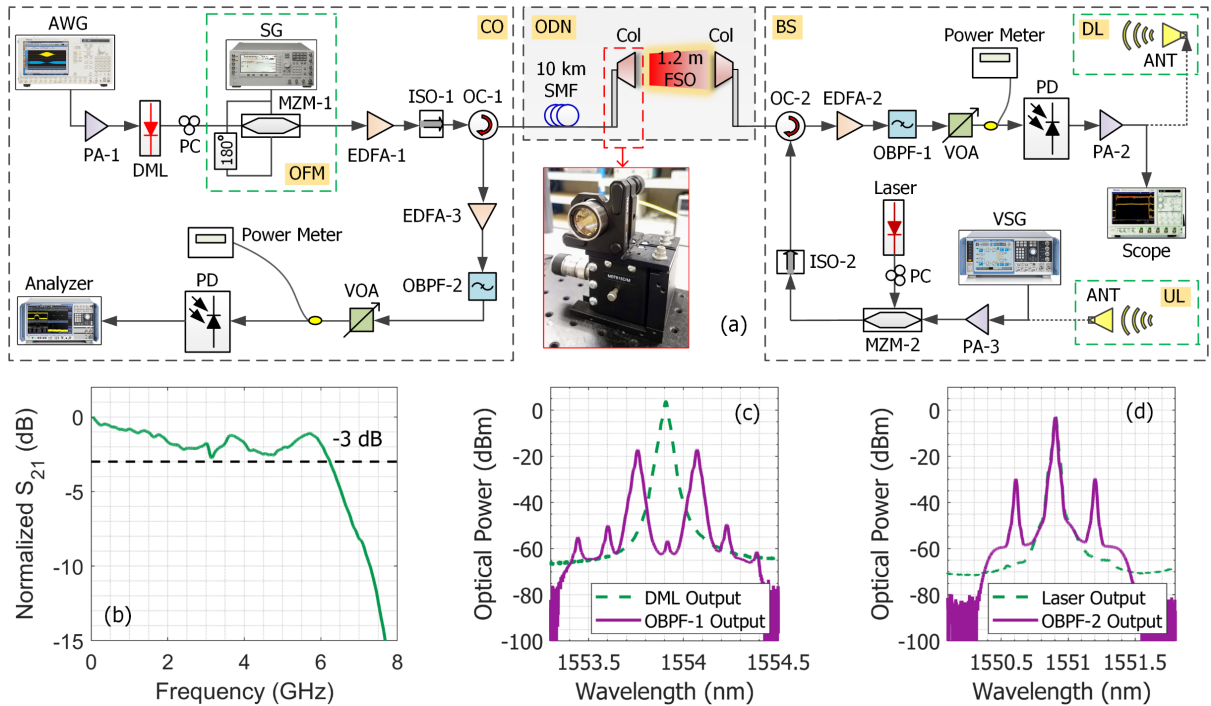 AWG
SG
CO
ODN
BS
DL
Col
Col
Power Meter
ANT
10 km
SMF
1.2 m
FSO
MZM-1
ISO-1
OC-1
OC-2
EDFA-2
PD
PA-1
DML
PC
180°
OFM
EDFA-1
OBPF-1
VOA
PA-2
Laser
VSG
Scope
EDFA-3
Power Meter
ISO-2
PC
Analyzer
PD
VOA
OBPF-2
ANT
UL
(a)
MZM-2
PA-3
Normalized S21 (dB)
0
-5
-10
-15
-3 dB
(b)
0
2
4
6
8
Frequency (GHz)
Optical Power (dBm)
0
-20
-40
-60
-80
-100
(c)
DML Output
OBPF-1 Output
1553.5
1554
1554.5
Wavelength (nm)
Optical Power (dBm)
0
-20
-40
-60
-80
-100
(d)
Laser Output
OBPF-2 Output
1550.5
1551
1551.5
Wavelength (nm)